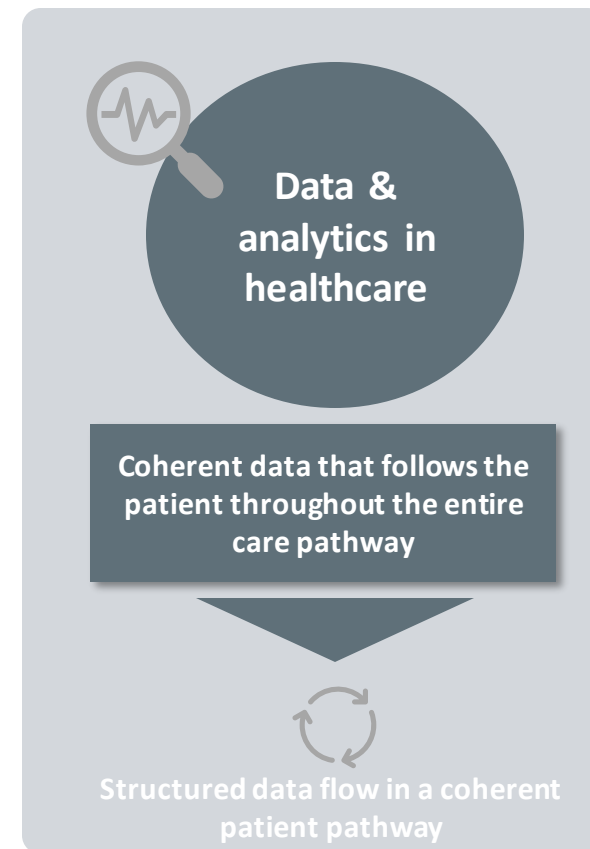 Data &
analytics in
healthcare
Coherent data that follows the
patient throughout the entire
care pathway
Structured data flow in a coherent
patient pathway